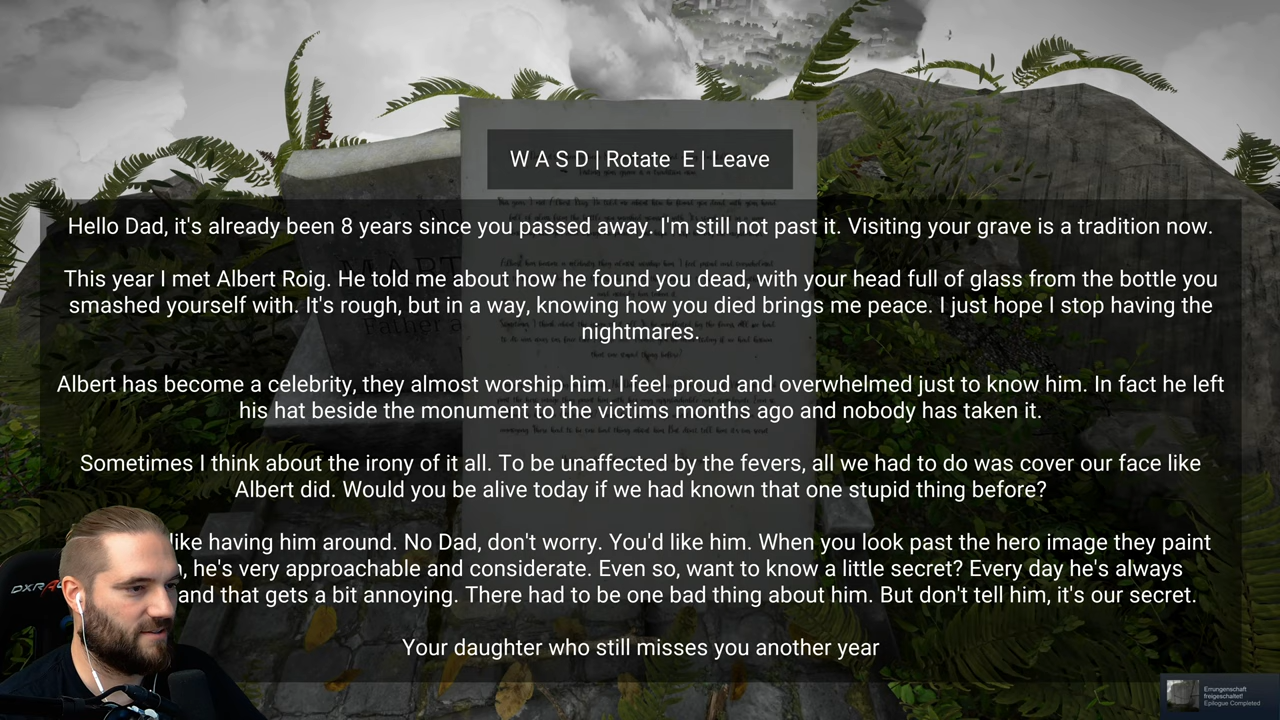 W A S D | Rotate E | Leave
Hello Dad, it's already been 8 years since you passed away. I'm still not past it. Visiting your grave is a tradition now.
This year I met Albert Roig. He told me about how he found you dead, with your head full of glass from the bottle you
smashed yourself with. It's rough, but in a way, knowing how you died brings me peace. I just hope I stop having the
nightmares.
Albert has become a celebrity, they almost worship him. I feel proud and overwhelmed just to know him. In fact he left
his hat beside the monument to the victims months ago and nobody has taken it.
Sometimes I think about the irony of it all. To be unaffected by the fevers, all we had to do was cover our face like
Albert did. Would you be alive today if we had known that one stupid thing before?
like having him around. No Dad, don't worry. You'd like him. When you look past the hero image they paint
he's very approachable and considerate. Even so, want to know a little secret? Every day he's always
and that gets a bit annoying. There had to be one bad thing about him. But don't tell him, it's our secret.
Your daughter who still misses you another year
DXRA
Errungenschaft
freigeschaltet!
Epilogue Completed